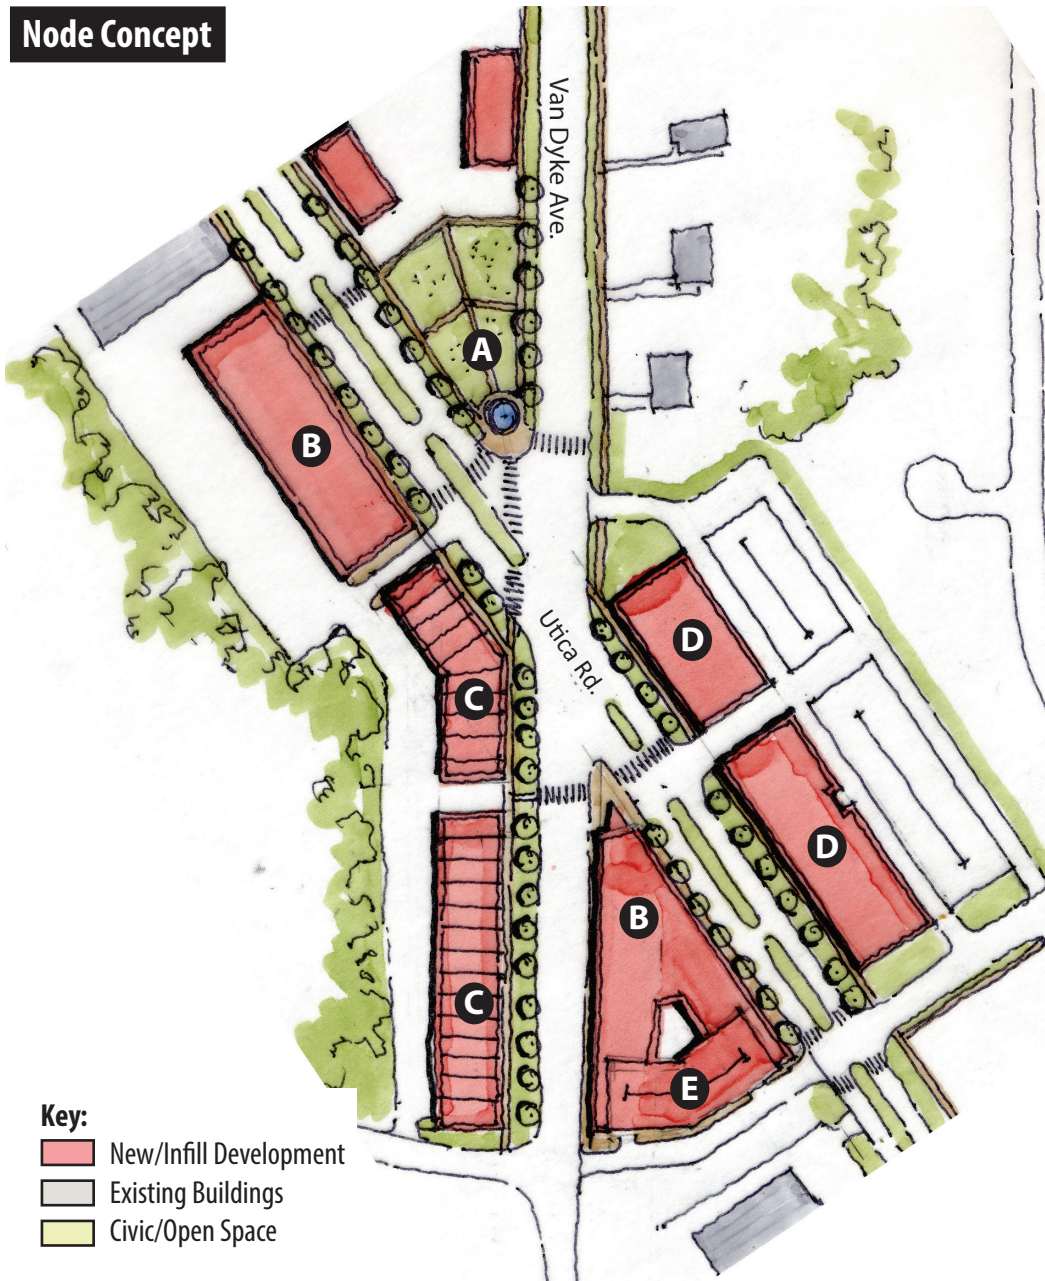 Node Concept
Van Dyke Ave.
A
B
Utica Rd.
D
C
D
B
C
E
Key:
New/Infill Development
Existing Buildings
Civic/Open Space